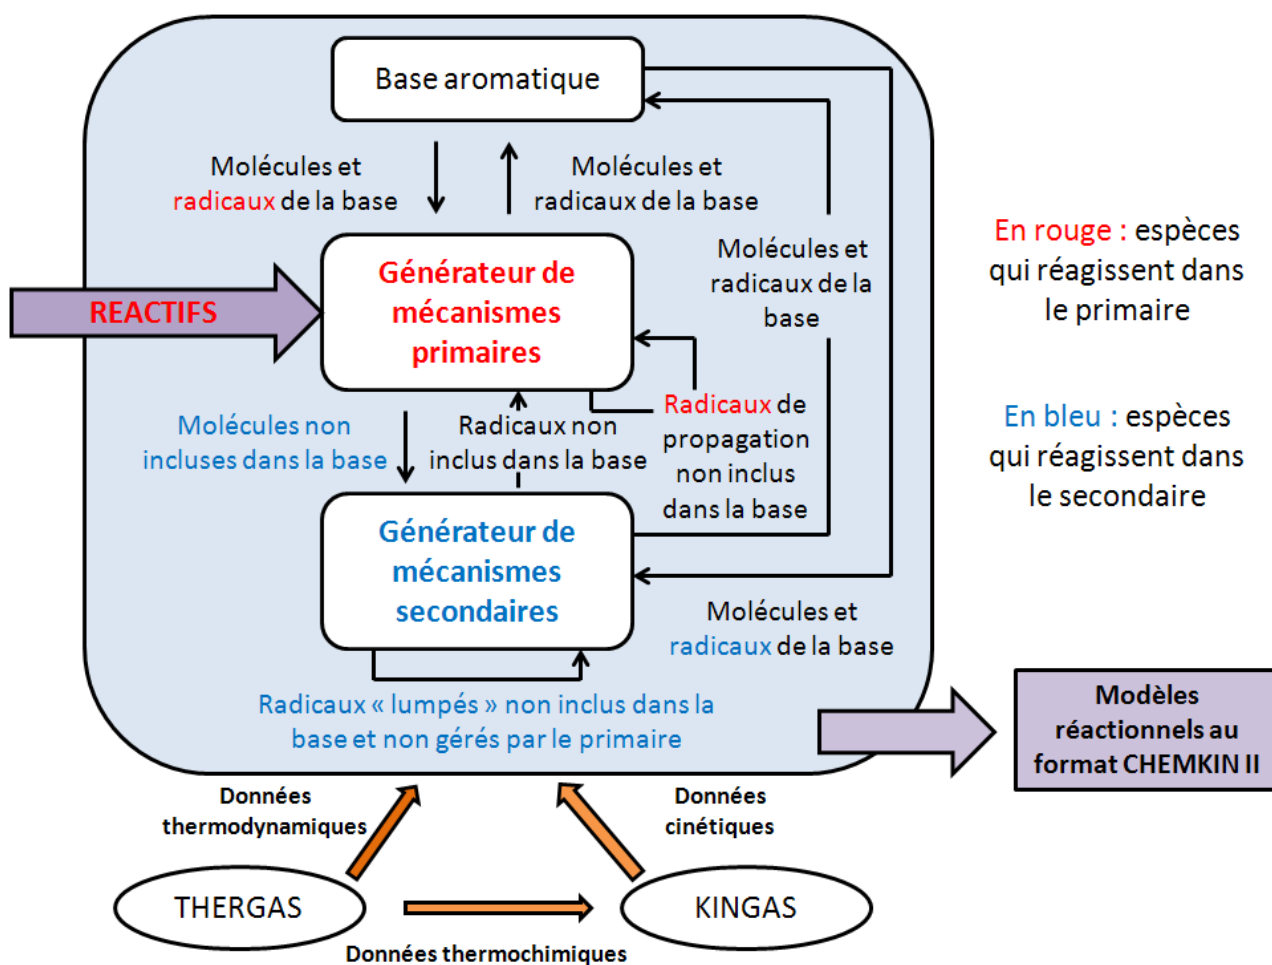 Base aromatique
Molécules et
radicaux de la base
Molécules et
radicaux de la base
Générateur de
mécanismes
primaires
REACTIFS
Molécules et
radicaux de la
base
En rouge : espèces
qui réagissent dans
le primaire
Molécules non
incluses dans la base
Radicaux non
inclus dans la base
Radicaux de
propagation
non inclus
dans la base
En bleu : espèces
qui réagissent dans
le secondaire
Générateur de
mécanismes
secondaires
Molécules et
radicaux de la base
Radicaux « lumpés » non inclus dans la
base et non gérés par le primaire
Modèles
réactionnels au
format CHEMKIN II
Données
thermodynamiques
Données
cinétiques
THERGAS
KINGAS
Données thermochimiques